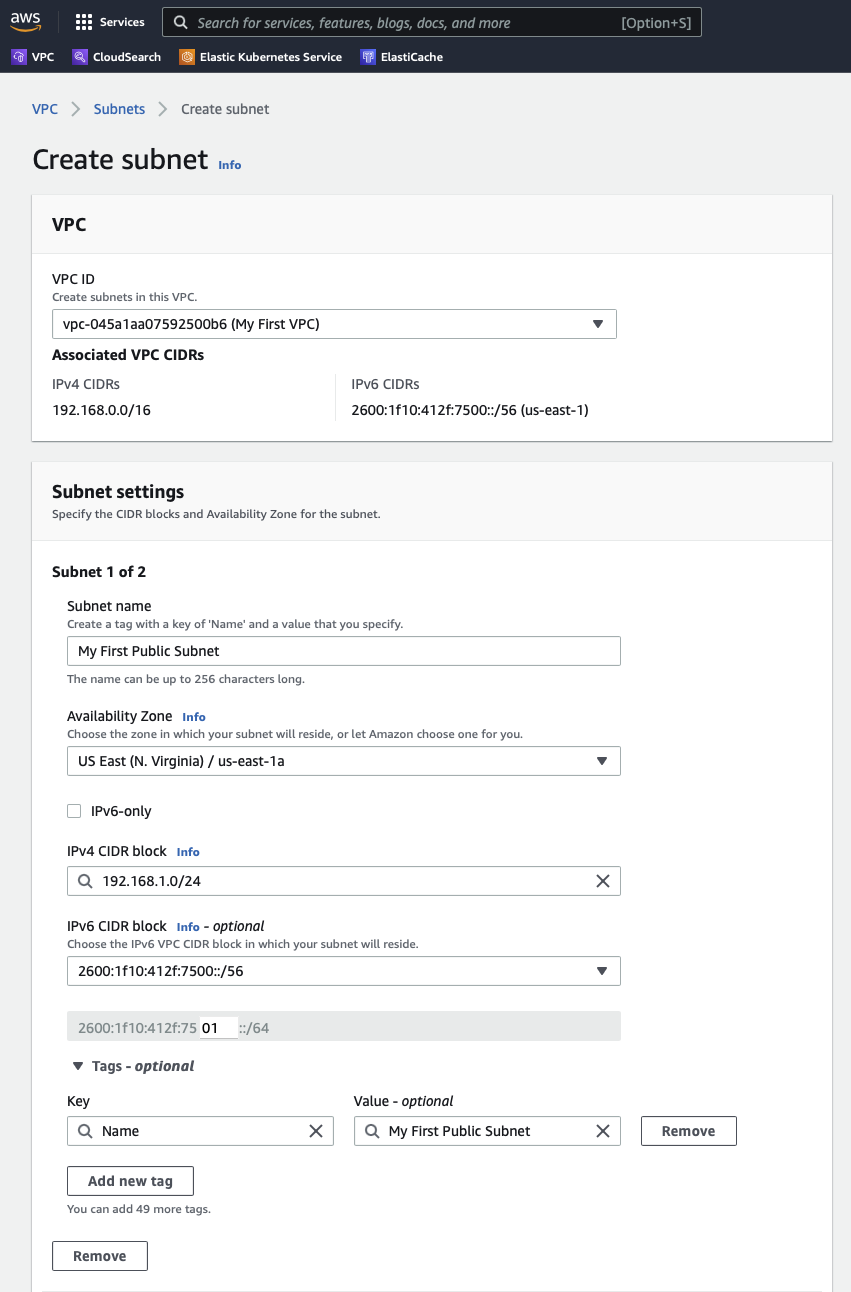 aws Services Search for services, features, blogs, docs, and more [Option+S]
VPC CloudSearch Elastic Kubernetes Service ElastiCache
VPC Subnets Create subnet
Create subnet Info
VPC
VPC ID
Create subnets in this VPC.
vpc-045a1aa07592500b6 (My First VPC)
Associated VPC CIDRs
IPv4 CIDRs IPv6 CIDRs
192.168.0.0/16 2600:1f10:412f:7500::/56 (us-east-1)
Subnet settings
Specify the CIDR blocks and Availability Zone for the subnet.
Subnet 1 of 2
Subnet name
Create a tag with a key of 'Name' and a value that you specify.
My First Public Subnet
The name can be up to 256 characters long.
Availability Zone Info
Choose the zone in which your subnet will reside, or let Amazon choose one for you.
US East (N. Virginia) / us-east-1a
IPv6-only
IPv4 CIDR block Info
192.168.1.0/24
IPv6 CIDR block Info - optional
Choose the IPv6 VPC CIDR block in which your subnet will reside.
2600:1f10:412f:7500::/56
2600:1f10:412f:75 01 ::/64
Tags - optional
Key Value - optional
Name My First Public Subnet Remove
Add new tag
You can add 49 more tags.
Remove